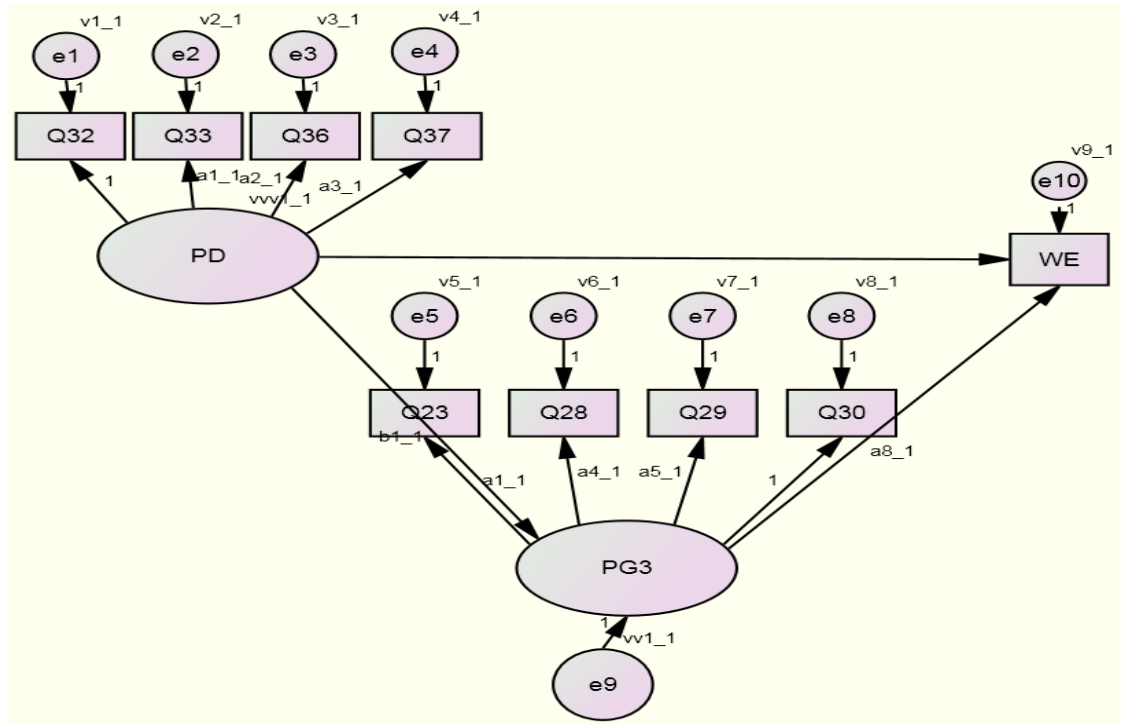 v1_1 v2_1 v3_1 v4_1
e1 e2 e3 e4
1 1 1 1
Q32 Q33 Q36 Q37
v9_1
e10
1
1 a1_1 a2_1 a3_1
vvv1_1
PD
WE
v5_1 v6_1 v7_1 v8_1
e5 e6 e7 e8
1 1 1 1
Q23 Q28 Q29 Q30
b1_1
a8_1
a1_1 a4_1 a5_1 1
PG3
1
vv1_1
e9